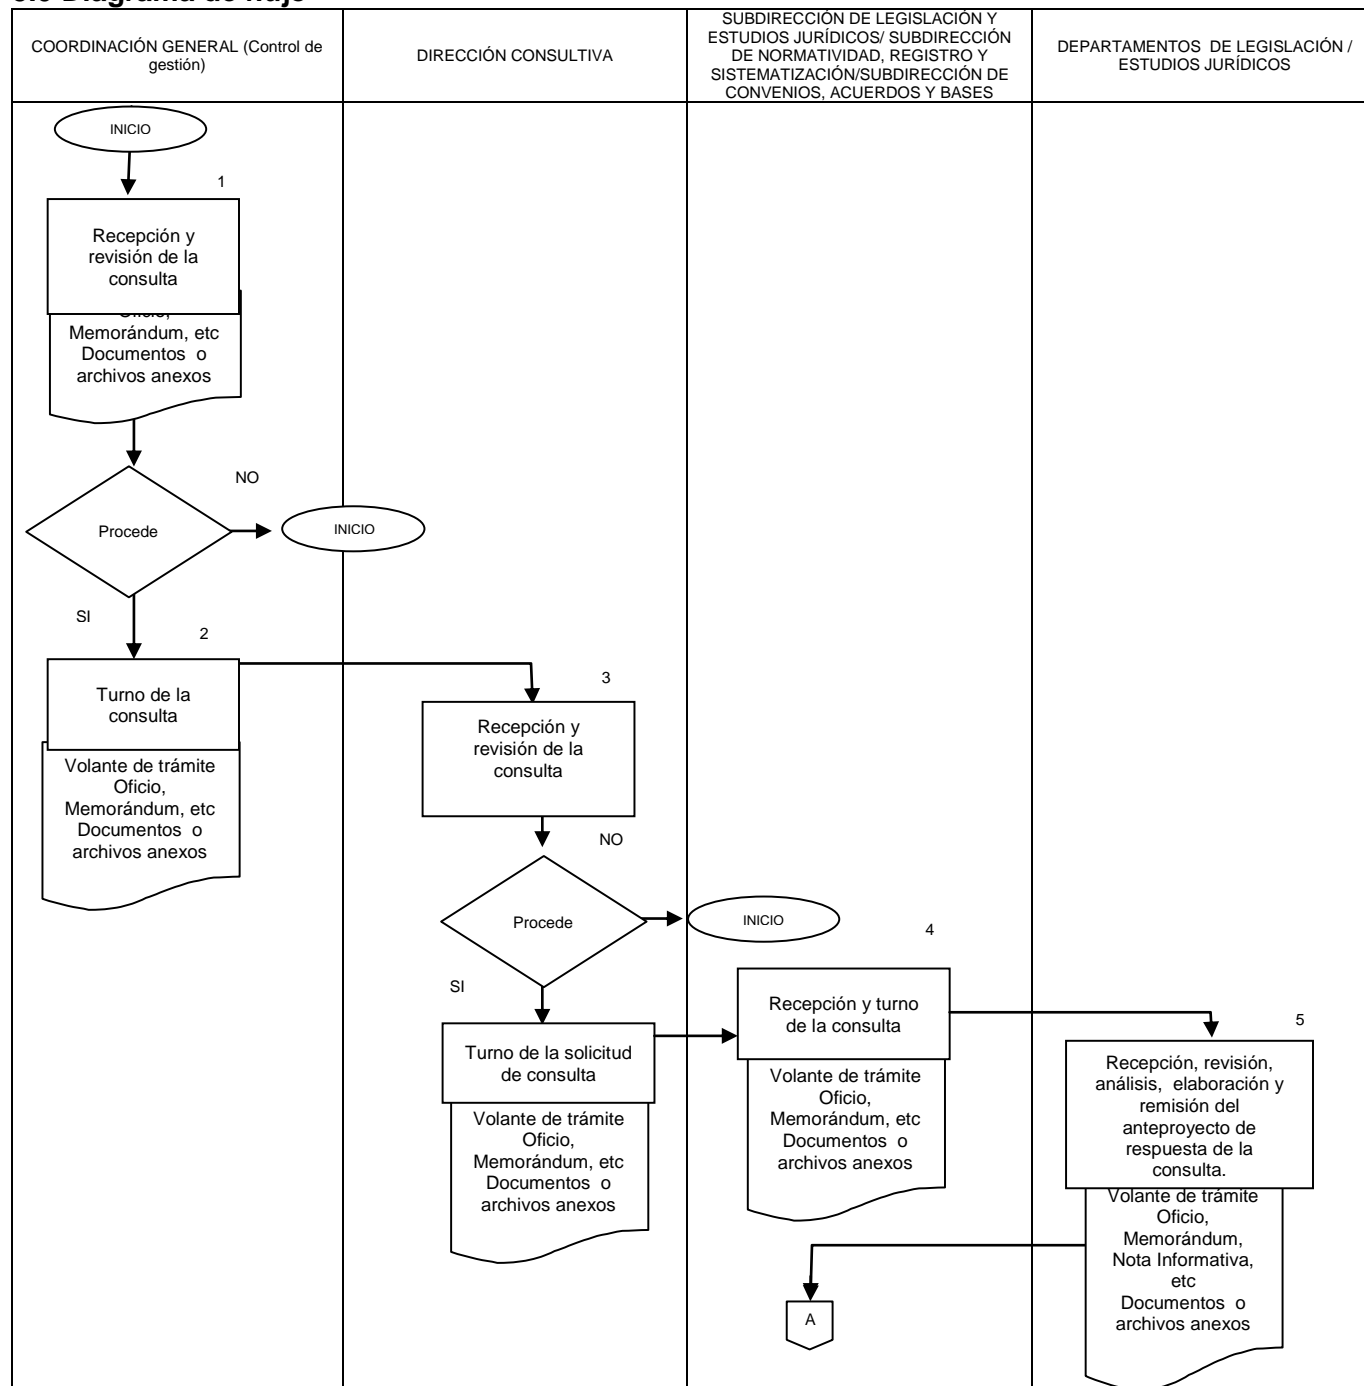 COORDINACIÓN GENERAL (Control de
gestión)
DIRECCIÓN CONSULTIVA
SUBDIRECCIÓN DE LEGISLACIÓN Y
ESTUDIOS JURÍDICOS/ SUBDIRECCIÓN
DE NORMATIVIDAD, REGISTRO Y
SISTEMATIZACIÓN/SUBDIRECCIÓN DE
CONVENIOS, ACUERDOS Y BASES
DEPARTAMENTOS DE LEGISLACIÓN /
ESTUDIOS JURÍDICOS
INICIO
1
Recepción y
revisión de la
consulta
Memorándum, etc
Documentos o
archivos anexos
NO
Procede
INICIO
SI
2
Turno de la
consulta
Volante de trámite
Oficio,
Memorándum, etc
Documentos o
archivos anexos
3
Recepción y
revisión de la
consulta
NO
Procede
INICIO
SI
Turno de la solicitud
de consulta
Volante de trámite
Oficio,
Memorándum, etc
Documentos o
archivos anexos
4
Recepción y turno
de la consulta
Volante de trámite
Oficio,
Memorándum, etc
Documentos o
archivos anexos
5
Recepción, revisión,
análisis, elaboración y
remisión del
anteproyecto de
respuesta de la
consulta.
Volante de trámite
Oficio,
Memorándum,
Nota Informativa,
etc
Documentos o
archivos anexos
A